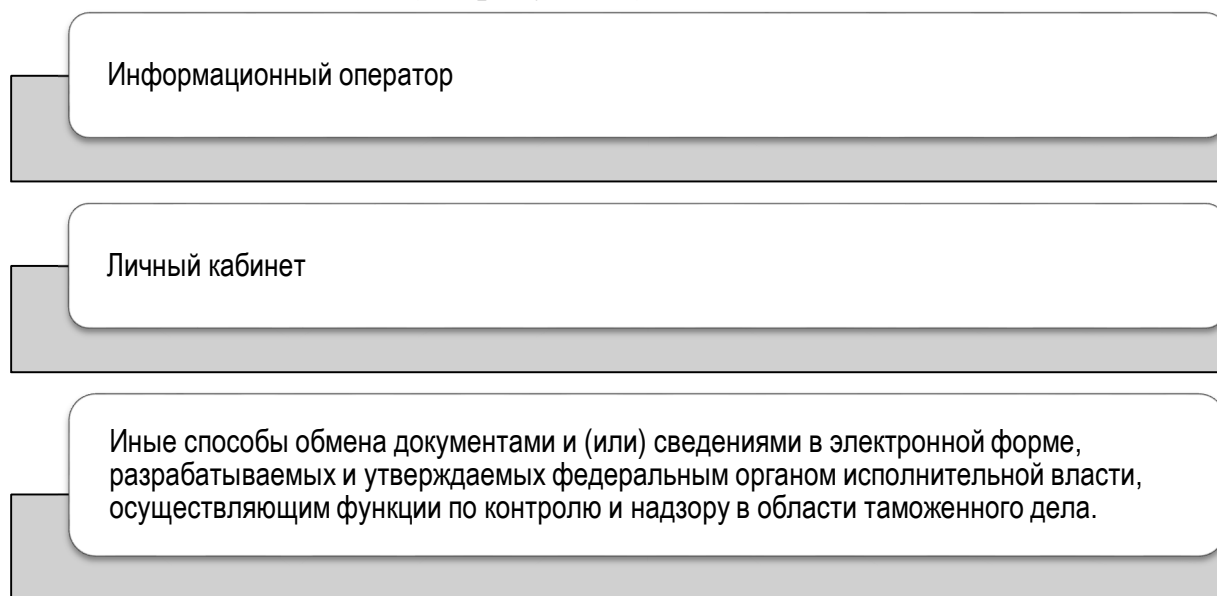 Информационный оператор
Личный кабинет
Иные способы обмена документами и (или) сведениями в электронной форме,
разрабатываемых и утверждаемых федеральным органом исполнительной власти,
осуществляющим функции по контролю и надзору в области таможенного дела.